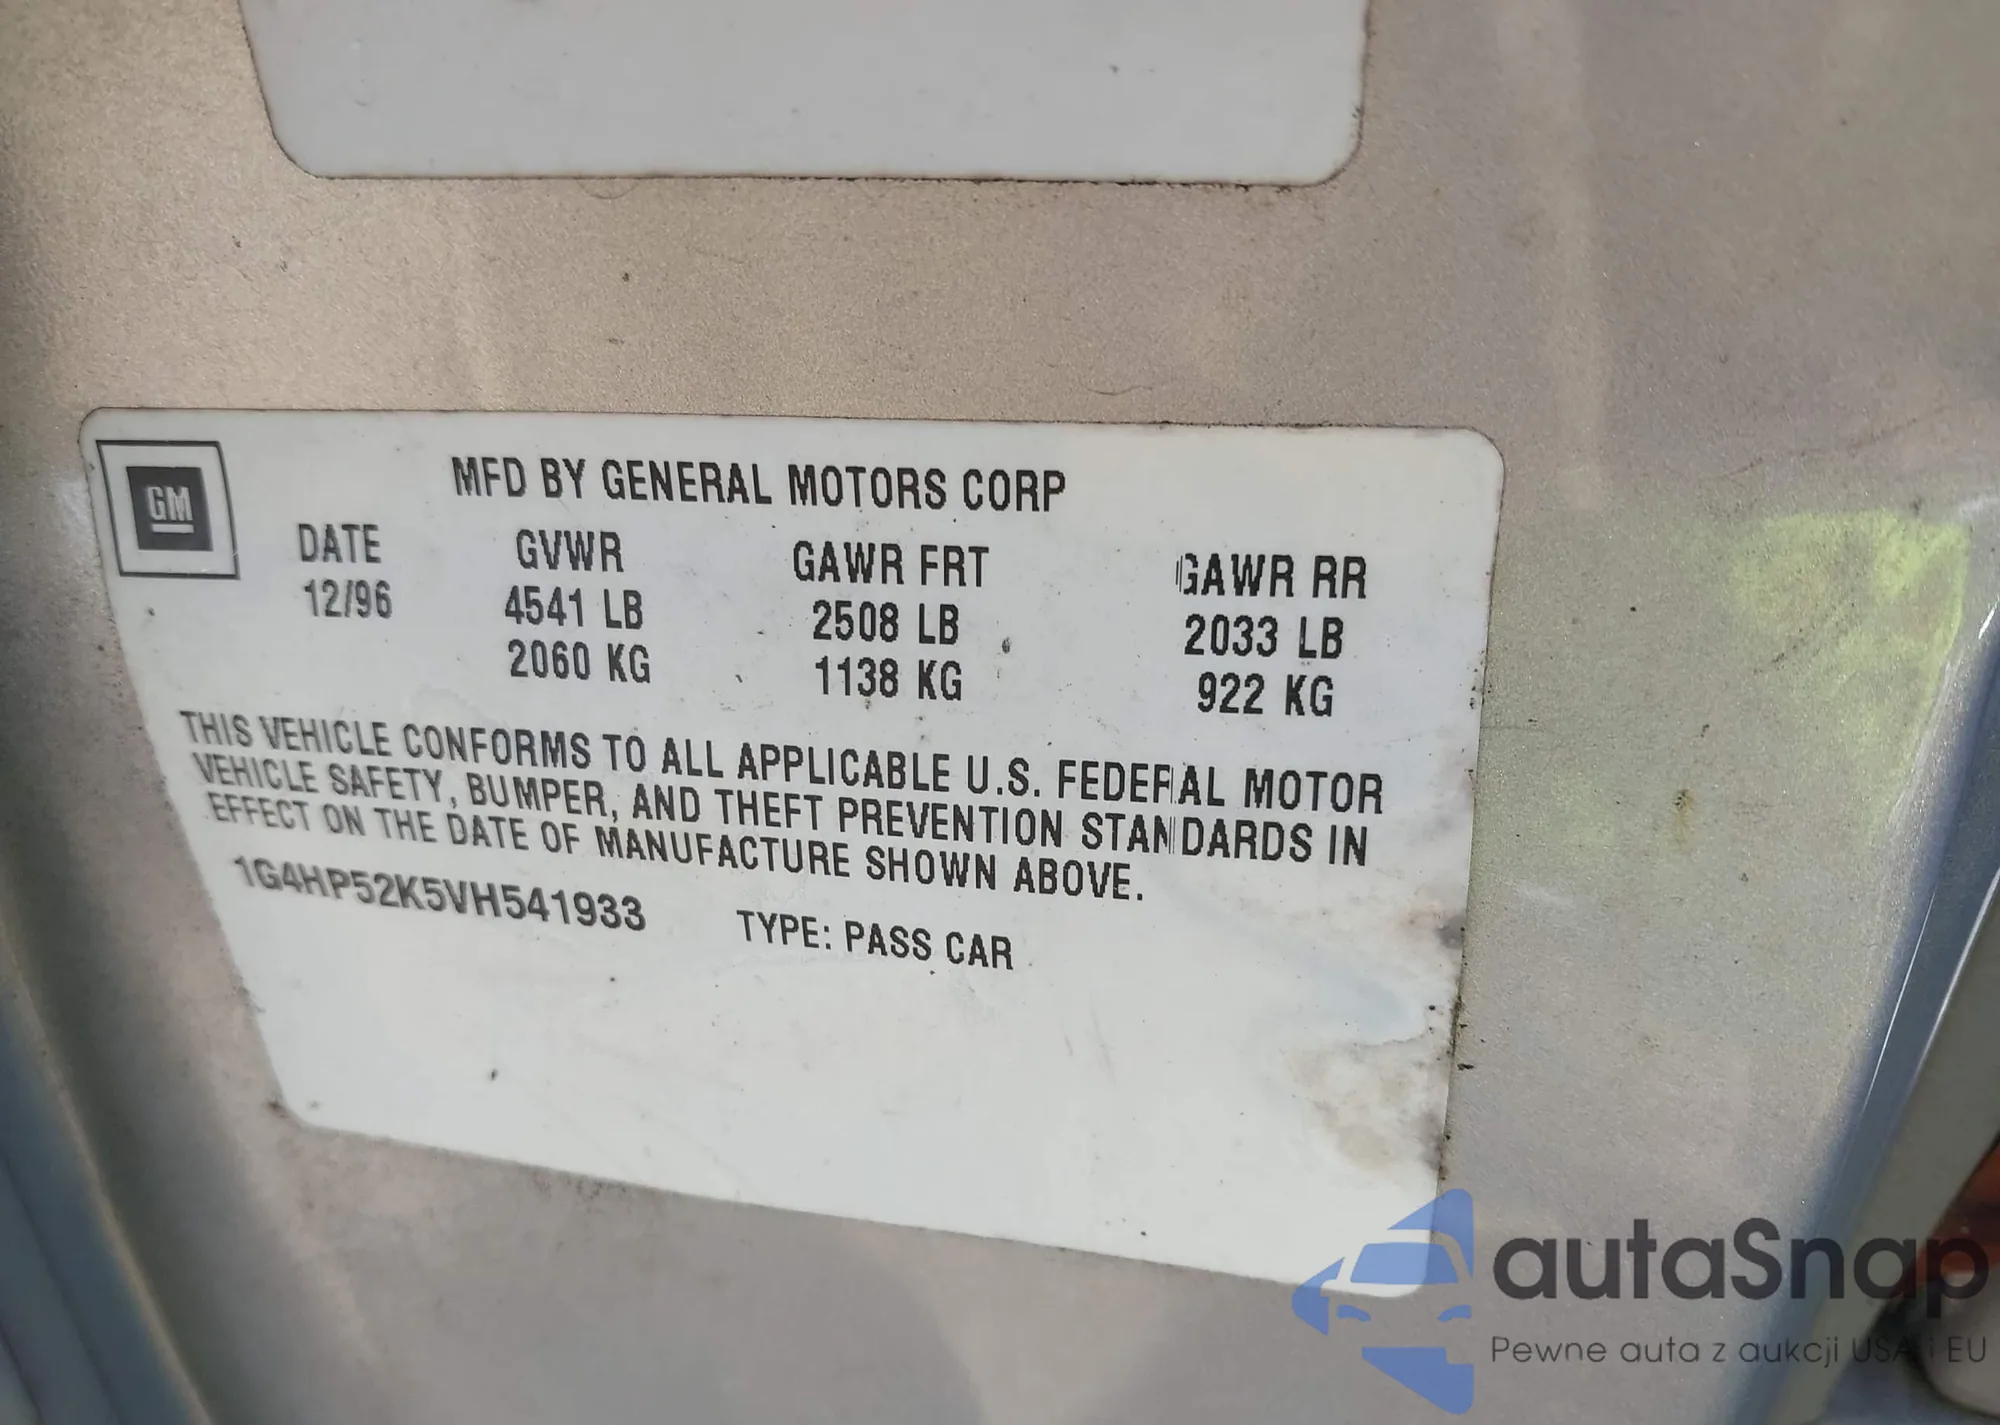 GM
MFD BY GENERAL MOTORS CORP
DATE GVWR GAWR FRT GAWR RR
12/96 4541 LB 2508 LB 2033 LB
2060 KG 1138 KG 922 KG
THIS VEHICLE CONFORMS TO ALL APPLICABLE U.S. FEDERAL MOTOR
VEHICLE SAFETY, BUMPER, AND THEFT PREVENTION STANDARDS IN
EFFECT ON THE DATE OF MANUFACTURE SHOWN ABOVE.
1G4HP52K5VH541933 TYPE: PASS CAR
autaSnap
Pewne auta z aukcji USA i EU